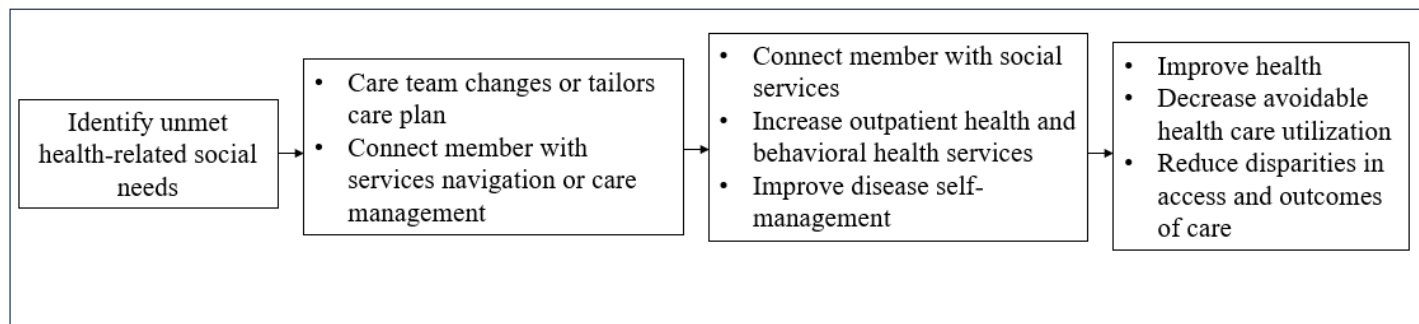 Identify unmet
health-related social
needs
• Care team changes or tailors
care plan
• Connect member with
services navigation or care
management
• Connect member with social
services
• Increase outpatient health and
behavioral health services
• Improve disease self-
management
• Improve health
• Decrease avoidable
health care utilization
• Reduce disparities in
access and outcomes
of care